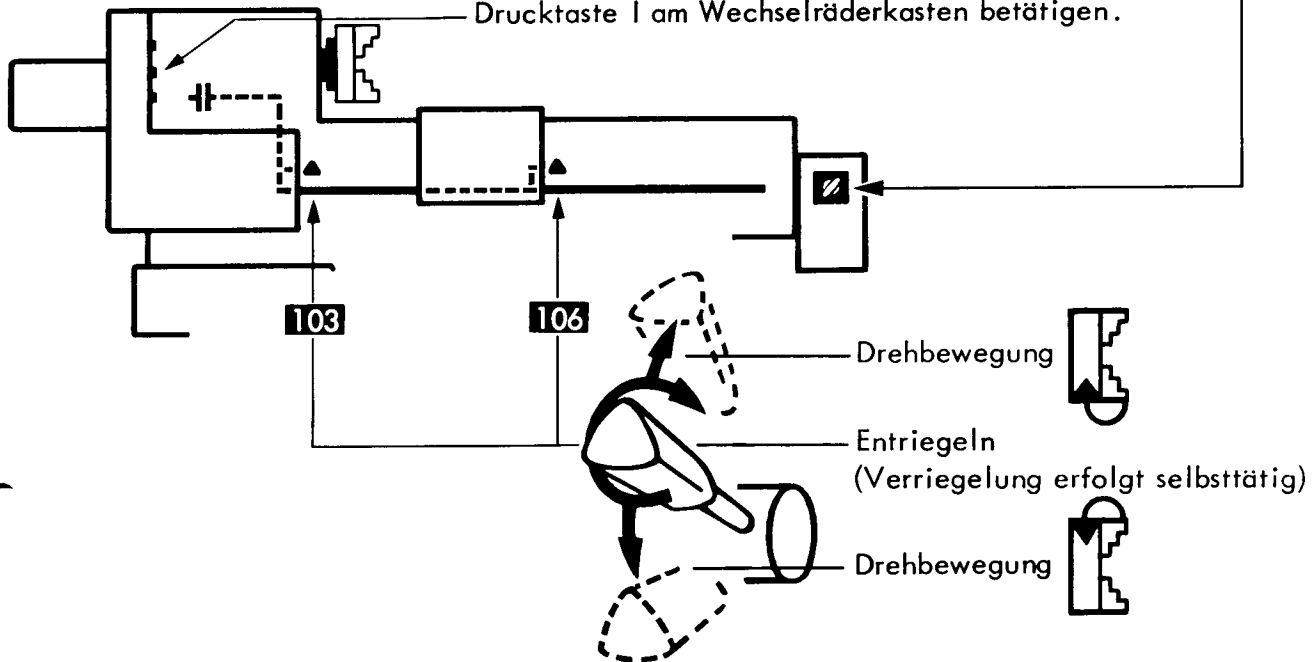 Drucktaste I am Wechselräderkasten betätigen.
103
106
Drehbewegung
Entriegeln
(Verriegelung erfolgt selbsttätig)
Drehbewegung